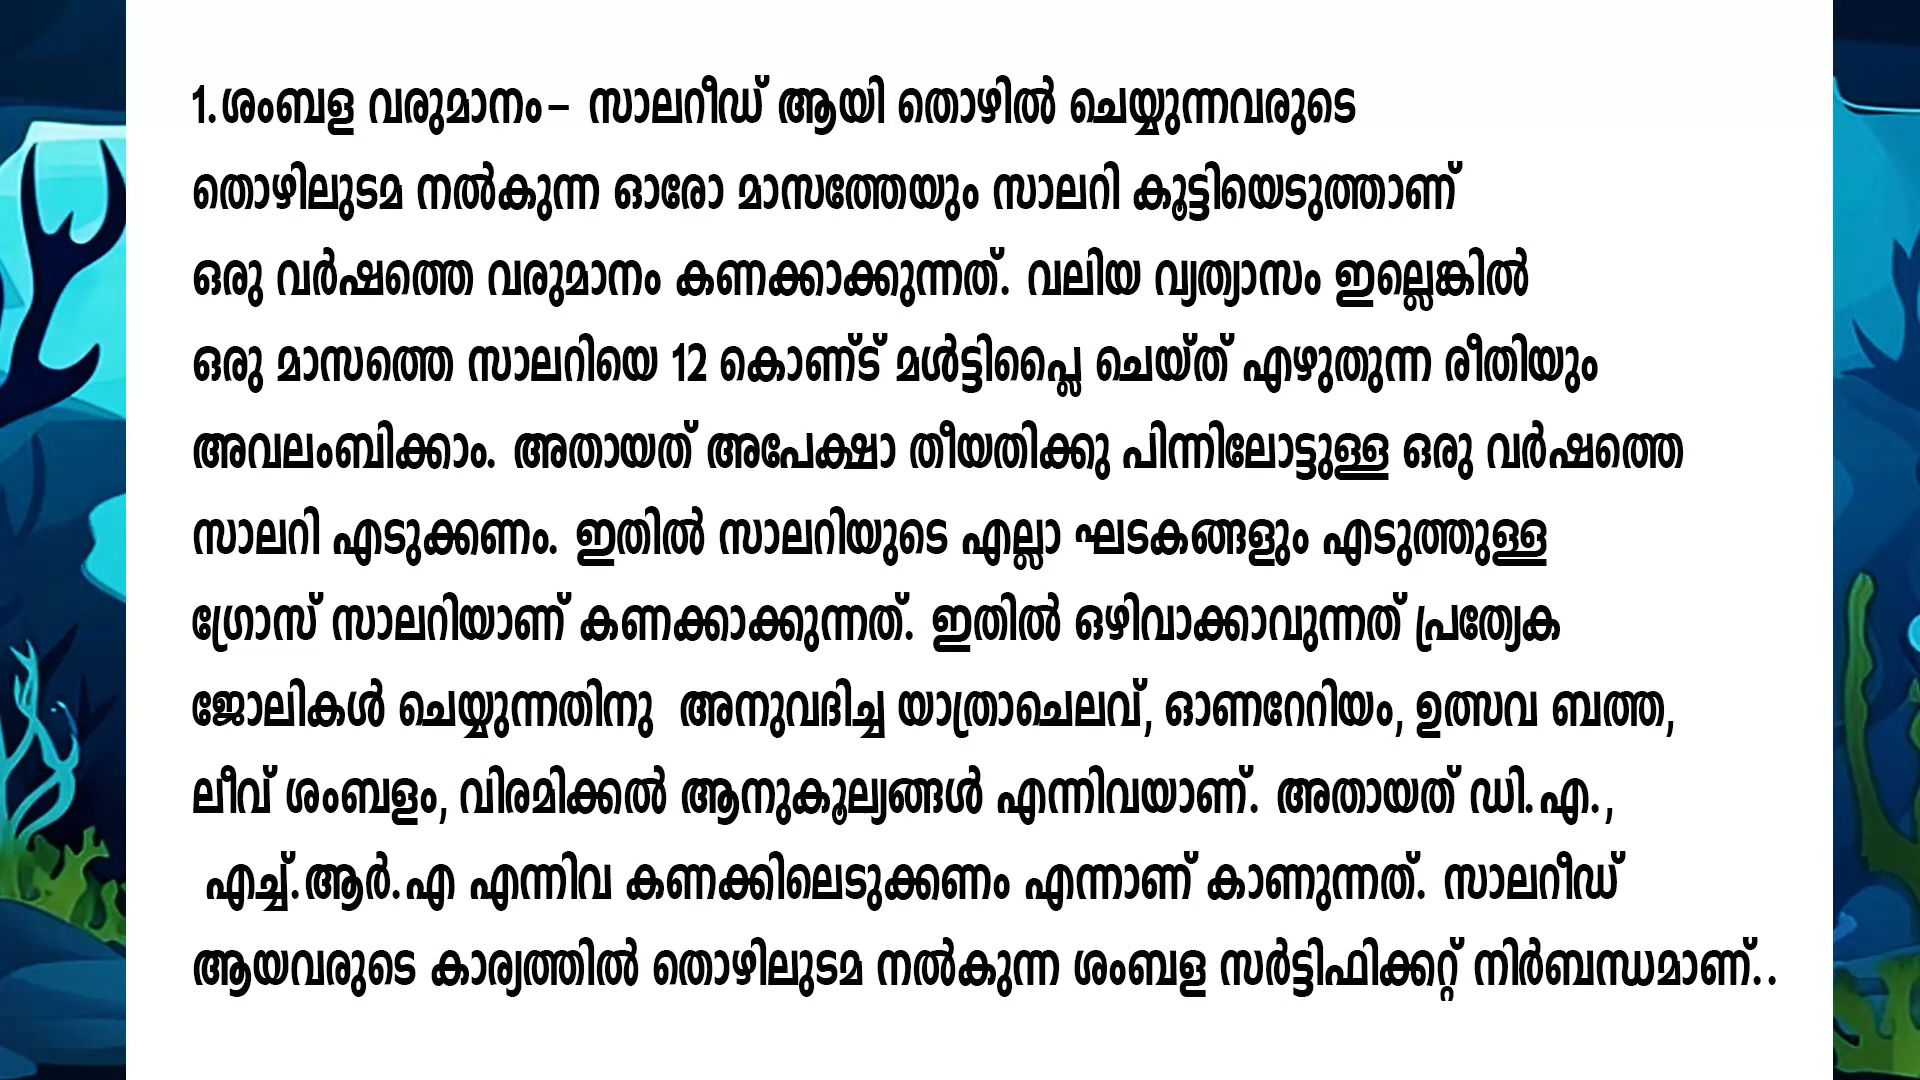 1.ശംബള വരുമാനം– സാലറീഡ് ആയി തൊഴിൽ ചെയ്യുന്നവരുടെ
തൊഴിലുടമ നൽകുന്ന ഓരോ മാസത്തേയും സാലറി കൂട്ടിയെടുത്താണ്
ഒരു വർഷത്തെ വരുമാനം കണക്കാക്കുന്നത്. വലിയ വ്യത്യാസം ഇല്ലെങ്കിൽ
ഒരു മാസത്തെ സാലറിയെ 12 കൊണ്ട് മൾട്ടിപ്ലൈ ചെയ്ത് എഴുതുന്ന രീതിയും
അവലംബിക്കാം. അതായത് അപേക്ഷാ തീയതിക്കു പിന്നിലോട്ടുള്ള ഒരു വർഷത്തെ
സാലറി എടുക്കണം. ഇതിൽ സാലറിയുടെ എല്ലാ ഘടകങ്ങളും എടുത്തുള്ള
ഗ്രോസ് സാലറിയാണ് കണക്കാക്കുന്നത്. ഇതിൽ ഒഴിവാക്കാവുന്നത് പ്രത്യേക
ജോലികൾ ചെയ്യുന്നതിനു അനുവദിച്ച യാത്രാചെലവ്, ഓണറേറിയം, ഉത്സവ ബത്ത,
ലീവ് ശംബളം, വിരമിക്കൽ ആനുകൂല്യങ്ങൾ എന്നിവയാണ്. അതായത് ഡി.എ.,
എച്ച്.ആർ.എ എന്നിവ കണക്കിലെടുക്കണം എന്നാണ് കാണുന്നത്. സാലറീഡ്
ആയവരുടെ കാര്യത്തിൽ തൊഴിലുടമ നൽകുന്ന ശംബള സർട്ടിഫിക്കറ്റ് നിർബന്ധമാണ്..